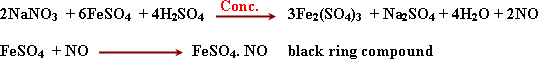 Conc.
2NaNO₃ + 6FeSO₄ + 4H₂SO₄ ⟶ 3Fe₂(SO₄)₃ + Na₂SO₄ + 4H₂O + 2NO
FeSO₄ + NO ⟶ FeSO₄. NO black ring compound